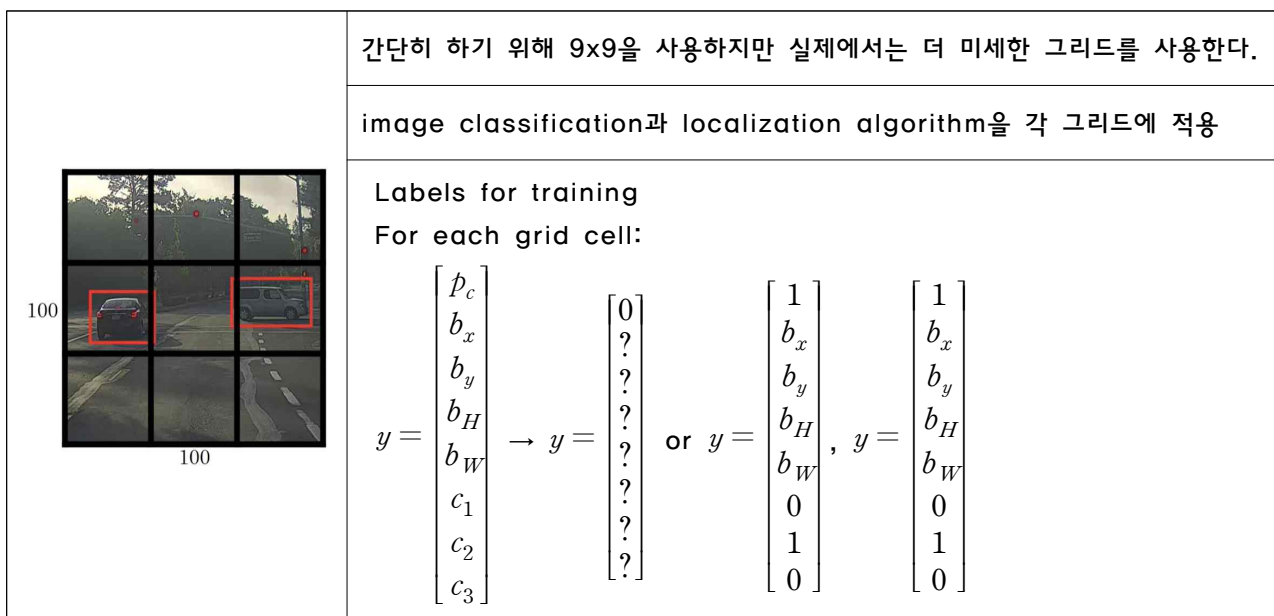 간단히 하기 위해 9x9을 사용하지만 실제에서는 더 미세한 그리드를 사용한다.
image classification과 localization algorithm을 각 그리드에 적용
100
100
Labels for training
For each grid cell:
y = [p_c b_x b_y b_H b_W c_1 c_2 c_3] → y = [0 ? ? ? ? ? ? ?] or y = [1 b_x b_y b_H b_W 0 1 0] , y = [1 b_x b_y b_H b_W 0 1 0]